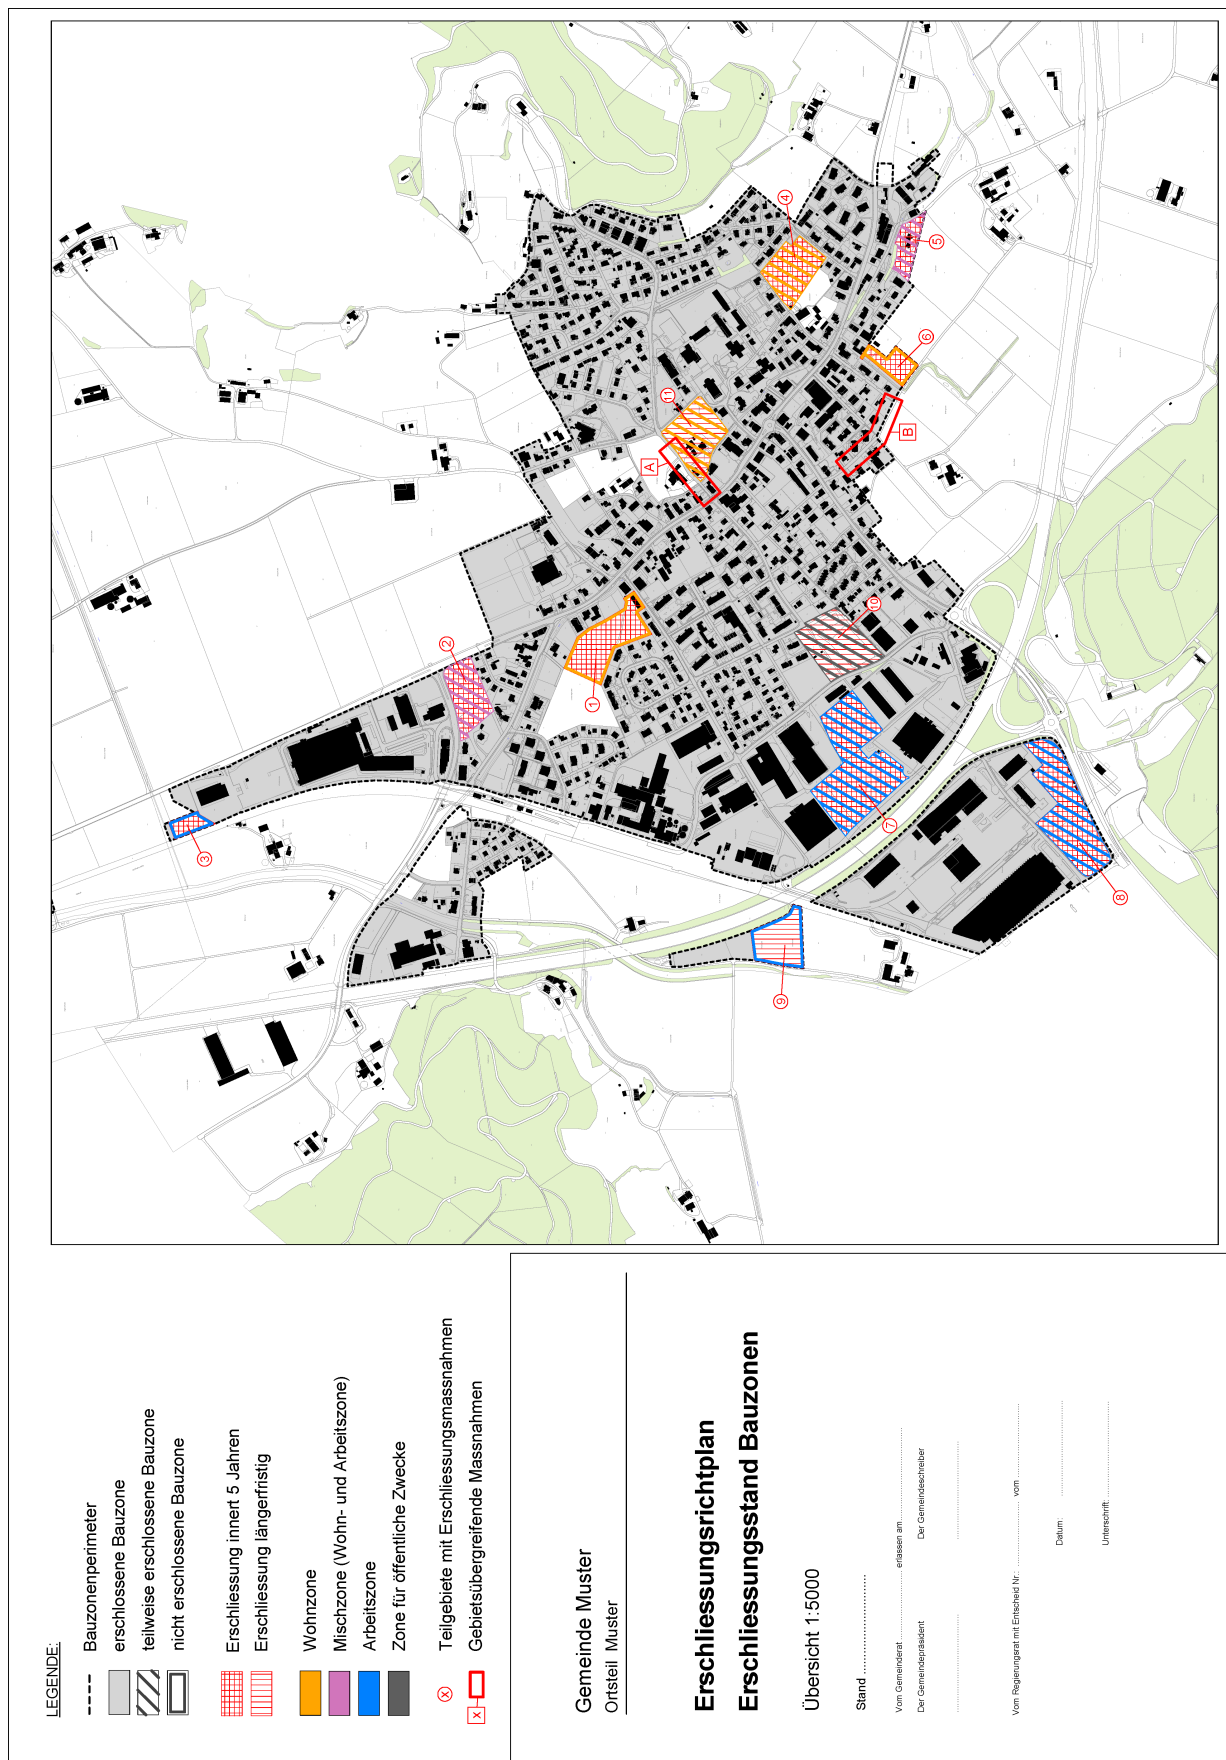 LEGENDE:
Bauzonenperimeter
erschlossene Bauzone
teilweise erschlossene Bauzone
nicht erschlossene Bauzone
Erschliessung innert 5 Jahren
Erschliessung längerfristig
Wohnzone
Mischzone (Wohn- und Arbeitszone)
Arbeitszone
Zone für öffentliche Zwecke
x Teilgebiete mit Erschliessungsmassnahmen
x Gebietsübergreifende Massnahmen
Gemeinde Muster
Ortsteil Muster
Erschliessungsrichtplan
Erschliessungsstand Bauzonen
Übersicht 1:5000
Stand ................................
Vom Gemeinderat ........................ erlassen am ........................
Der Gemeindepräsident Der Gemeindeschreiber
................................ ................................
Vom Regierungsrat mit Entscheid Nr. ........................ vom ........................
Datum: ........................
Unterschrift: ........................
3
2
1
A
11
4
5
6
B
10
7
8
9